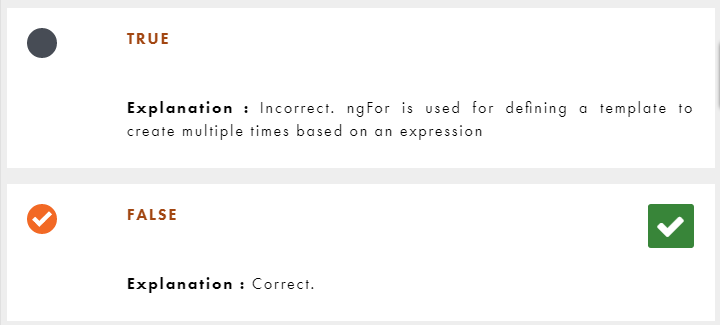 TRUE
Explanation : Incorrect. ngFor is used for defining a template to
create multiple times based on an expression
FALSE
Explanation : Correct.